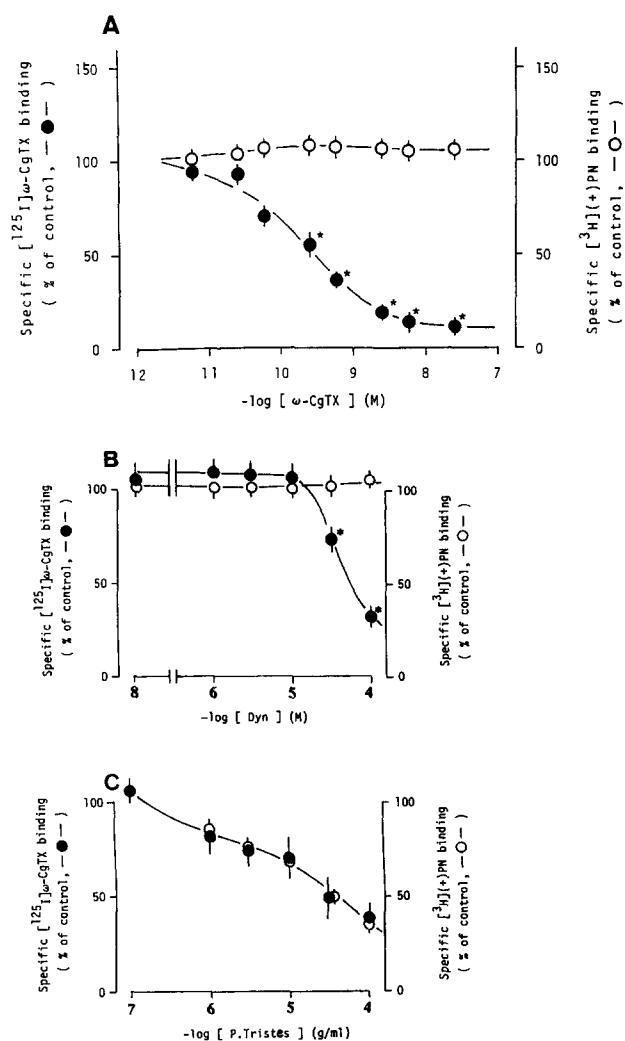 A
Specific [125I]ω-CgTX binding
( % of control, —●— )
150
100
50
0
Specific [3H](+)PN binding
( % of control, —○— )
150
100
50
0
* * * * *
12 11 10 9 8 7
-log [ ω-CgTX ] (M)
B
Specific [125I]ω-CgTX binding
( % of control, —●— )
100
50
0
Specific [3H](+)PN binding
( % of control, —○— )
100
50
0
* *
8 6 5 4
-log [ Dyn ] (M)
C
Specific [125I]ω-CgTX binding
( % of control, —●— )
100
50
0
Specific [3H](+)PN binding
( % of control, —○— )
100
50
0
7 6 5 4
-log [ P.Tristes ] (g/ml)